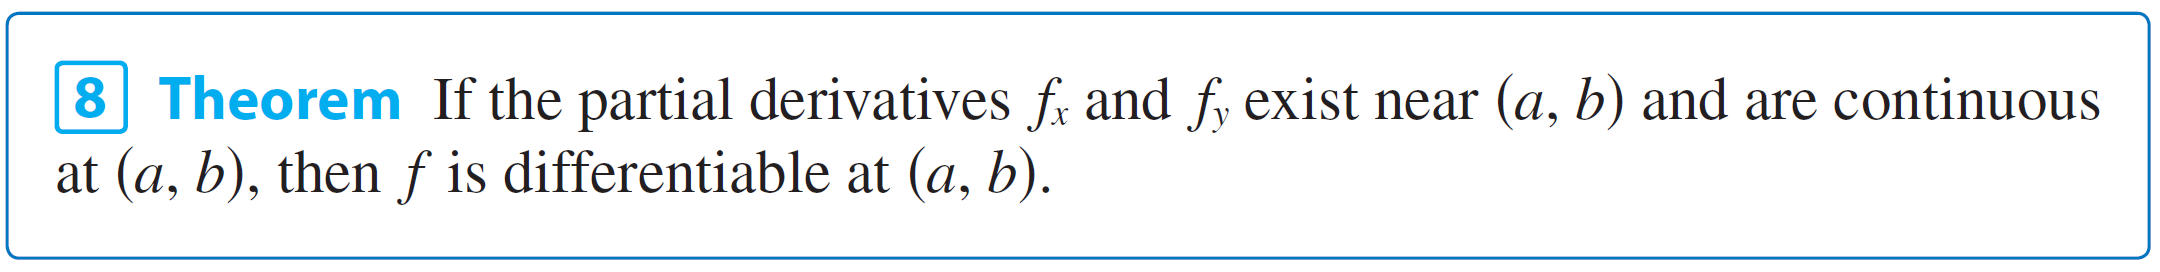 8 Theorem If the partial derivatives fx and fy exist near (a, b) and are continuous
at (a, b), then f is differentiable at (a, b).